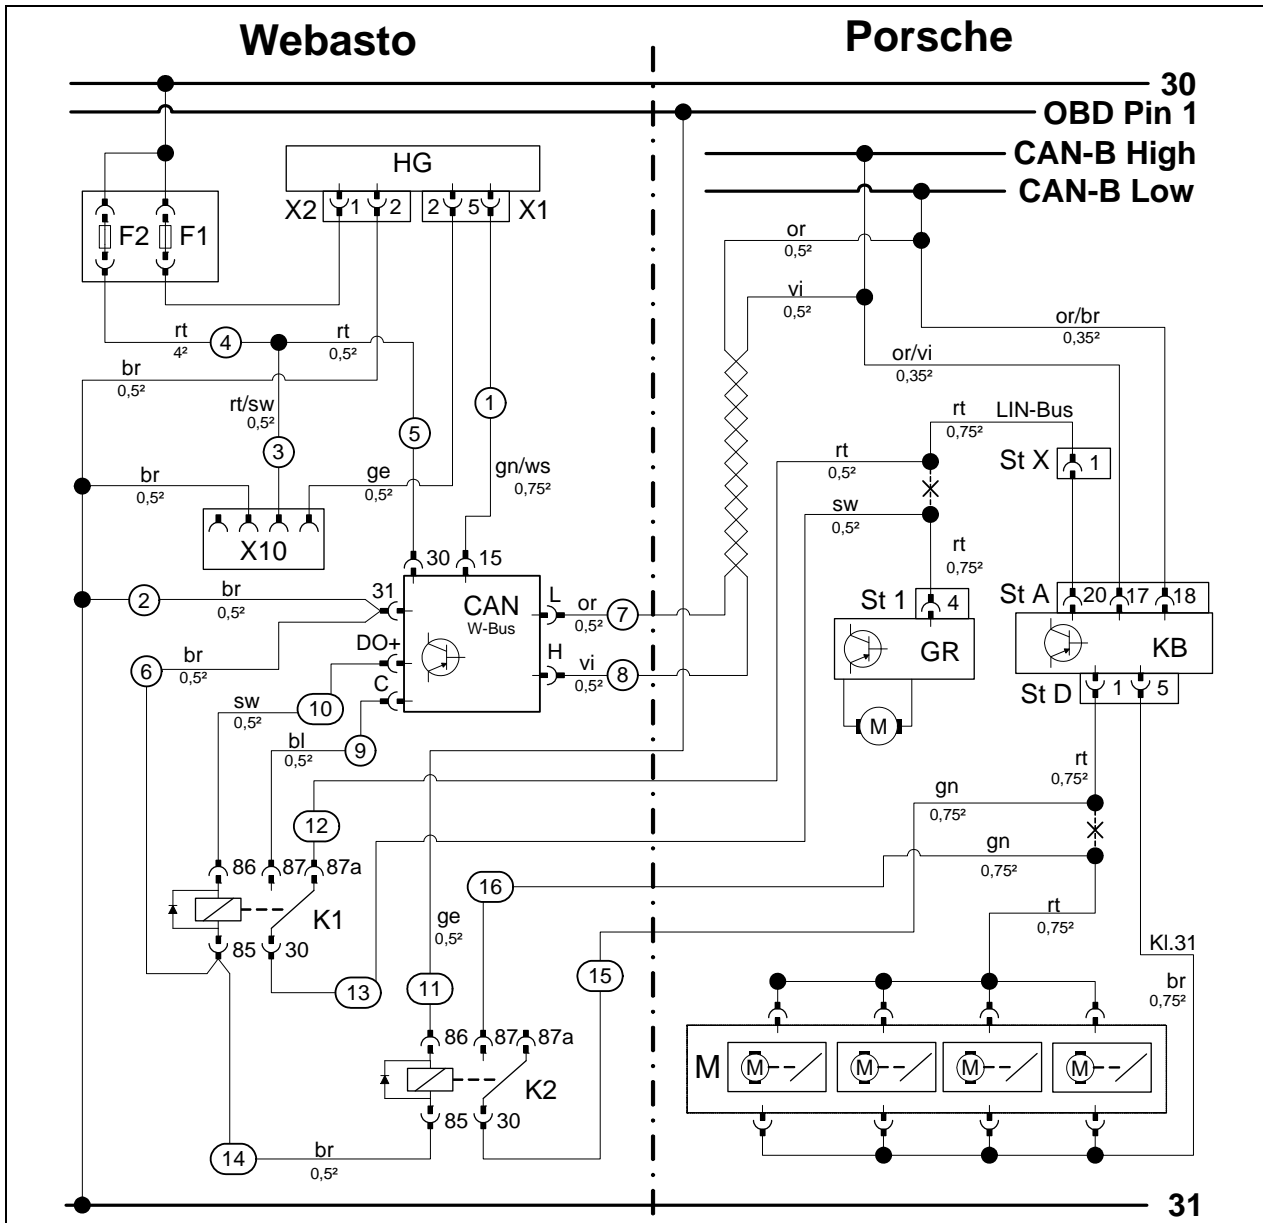 Webasto
Porsche
30
OBD Pin 1
CAN-B High
CAN-B Low
HG
X2 1 2 2 5 X1
F2 F1
or
0,5²
vi
0,5²
or/br
0,35²
rt
4²
4
rt
0,5²
br
0,5²
or/vi
0,35²
rt/sw
0,5²
1
5
3
rt
0,75²
LIN-Bus
St X 1
rt
0,5²
br
0,5²
ge
0,5²
gn/ws
0,75²
sw
0,5²
X10
rt
0,75²
30 15
31
2
br
0,5²
CAN
W-Bus
L
or
0,5²
7
St 1 4
St A 20 17 18
DO+
GR
KB
H
vi
0,5²
8
6
br
0,5²
C
St D 1 5
sw
0,5²
10
M
bl
0,5²
9
rt
0,75²
gn
0,75²
12
gn
0,75²
86 87 87a
16
K1
ge
0,5²
rt
0,75²
85 30
Kl.31
13
11
15
br
0,75²
86 87 87a
M
M
M
M
M
K2
85 30
14
br
0,5²
31